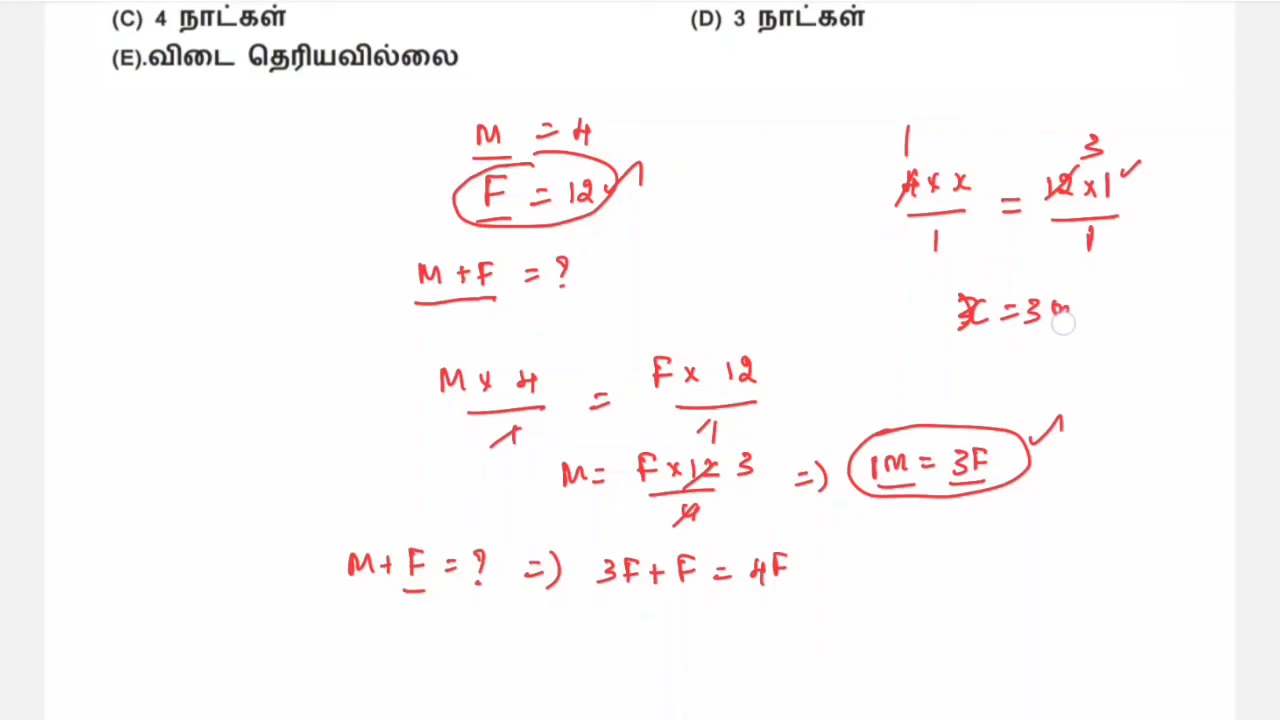 (C) 4 நாட்கள் (D) 3 நாட்கள்
(E).விடை தெரியவில்லை
M = 4
F = 12 ✓
M + F = ?
M × 4 / 1 = F × 12 / 1
M = F × 12 3 / 4 => 1M = 3F ✓
M + F = ? => 3F + F = 4F
1 3
4 × x / 1 = 12 × 1 / 1 ✓
x = 3